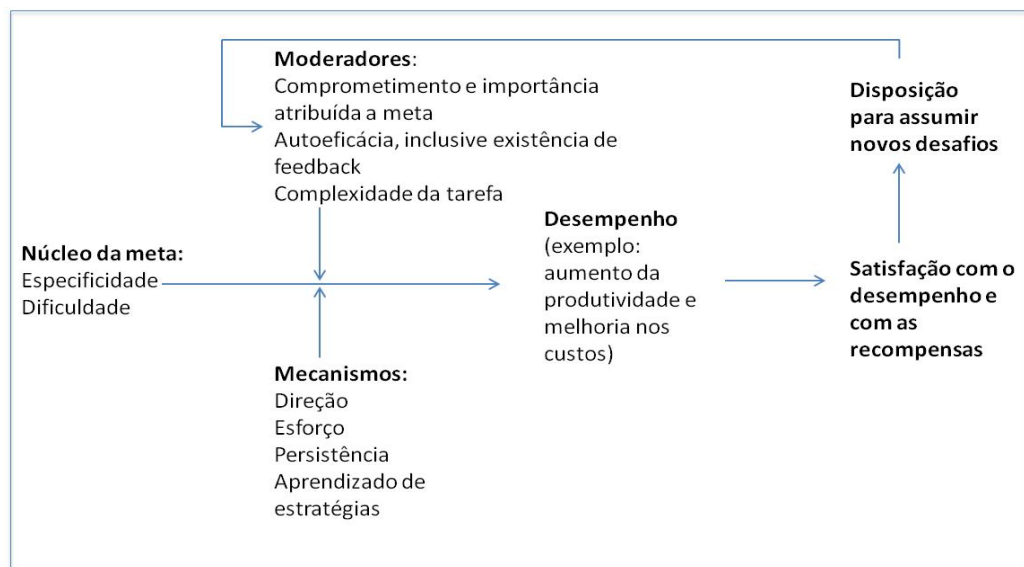 Moderadores:
Comprometimento e importância
atribuída a meta
Autoeficácia, inclusive existência de
feedback
Complexidade da tarefa
Núcleo da meta:
Especificidade
Dificuldade
Mecanismos:
Direção
Esforço
Persistência
Aprendizado de
estratégias
Desempenho
(exemplo:
aumento da
produtividade e
melhoria nos
custos)
Satisfação com o
desempenho e
com as
recompensas
Disposição
para assumir
novos desafios